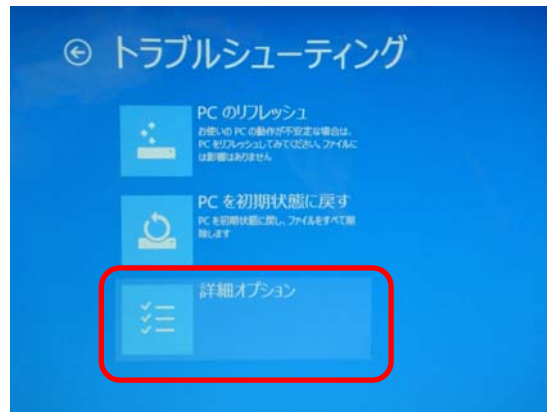 トラブルシューティング
PC のリフレッシュ
お使いの PC の動作が不安定な場合は、
PC をリフレッシュしてみてください。ファイルに
は影響はありません
PC を初期状態に戻す
PC を初期状態に戻し、ファイルをすべて削
除します
詳細オプション